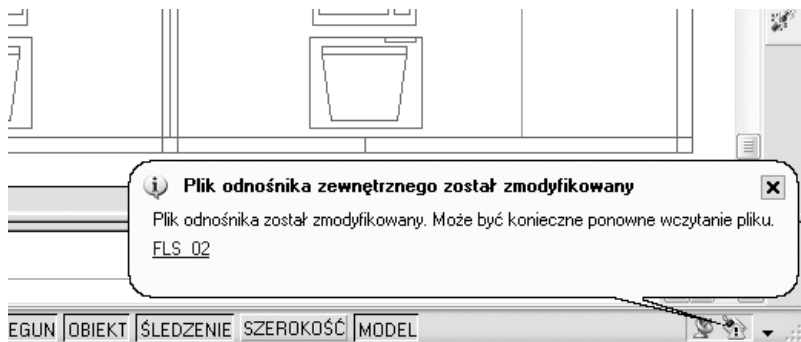 Plik odnośnika zewnętrznego został zmodyfikowany
Plik odnośnika został zmodyfikowany. Może być konieczne ponowne wczytanie pliku.
FLS_02
EGUN OBIEKT ŚLEDZENIE SZEROKOŚĆ MODEL